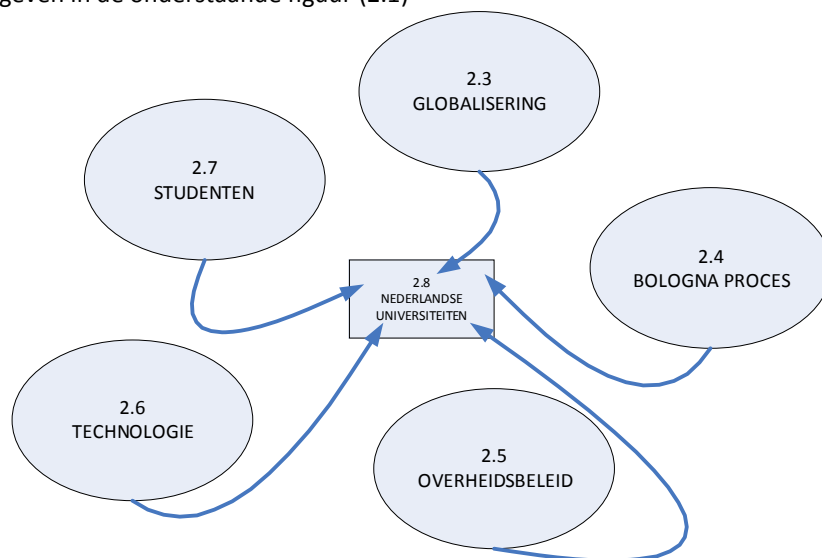 geven in de onderstaande figuur (2.1)
2.3
GLOBALISERING
2.7
STUDENTEN
2.4
BOLOGNA PROCES
2.8
NEDERLANDSE
UNIVERSITEITEN
2.6
TECHNOLOGIE
2.5
OVERHEIDSBELEID